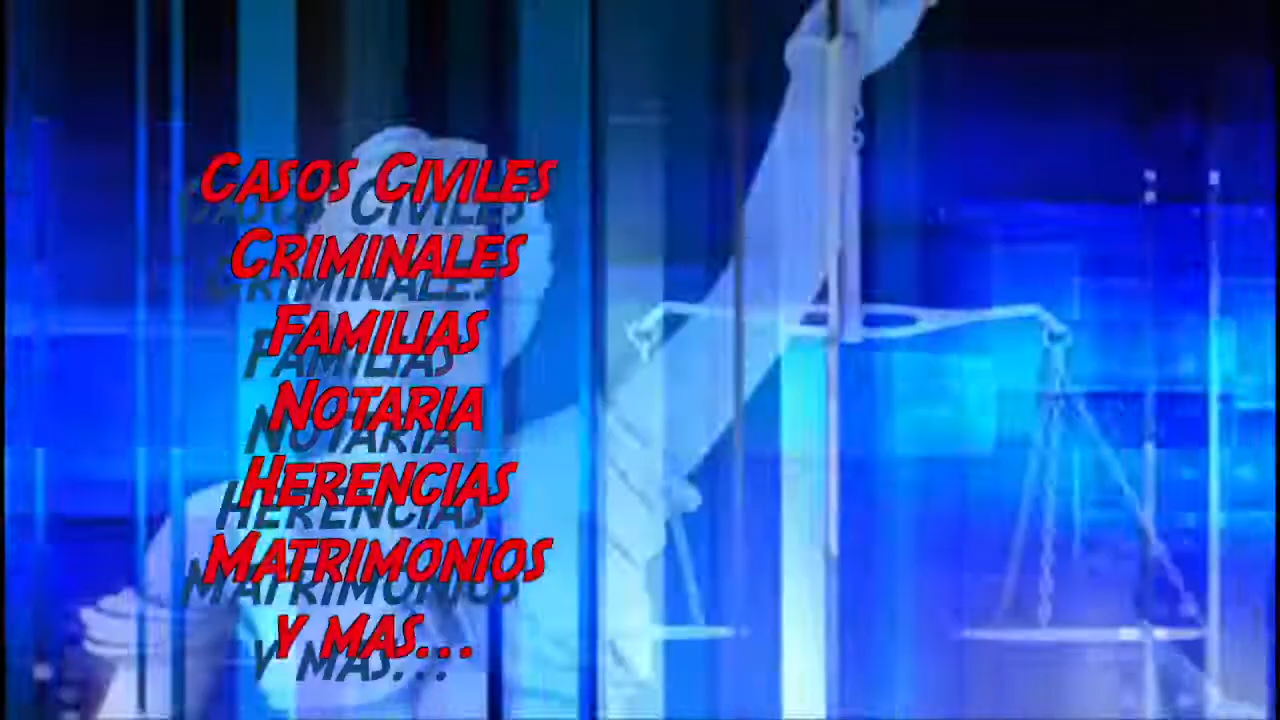 Casos Civiles
Criminales
Familias
Notaria
Herencias
Matrimonios
y mas...